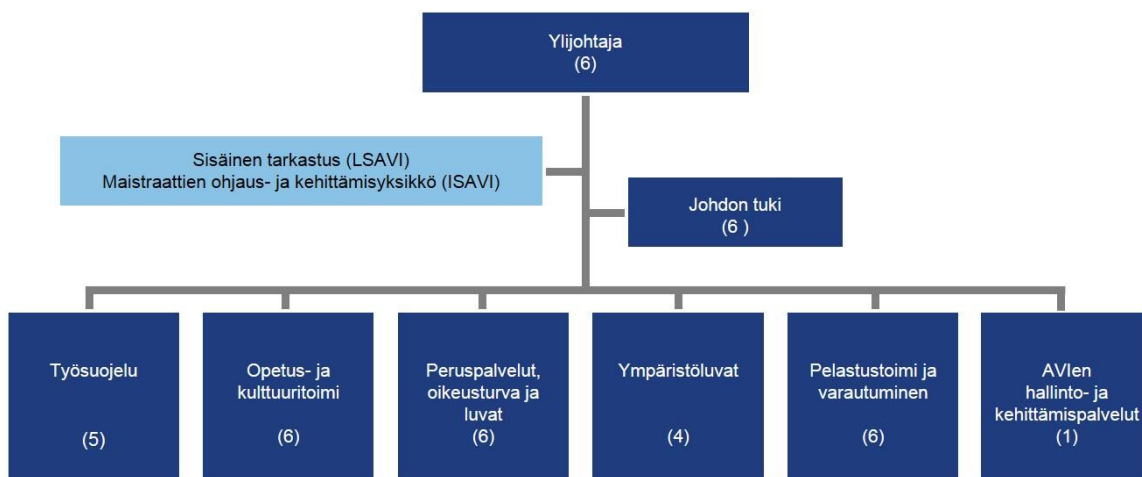 Ylijohtaja
(6)
Sisäinen tarkastus (LSAVI)
Maistraattien ohjaus- ja kehittämisyksikkö (ISAVI)
Johdon tuki
(6 )
Työsuojelu
(5)
Opetus- ja
kulttuuritoimi
(6)
Peruspalvelut,
oikeusturva ja
luvat
(6)
Ympäristöluvat
(4)
Pelastustoimi ja
varautuminen
(6)
AVIen
hallinto- ja
kehittämispalvelut
(1)